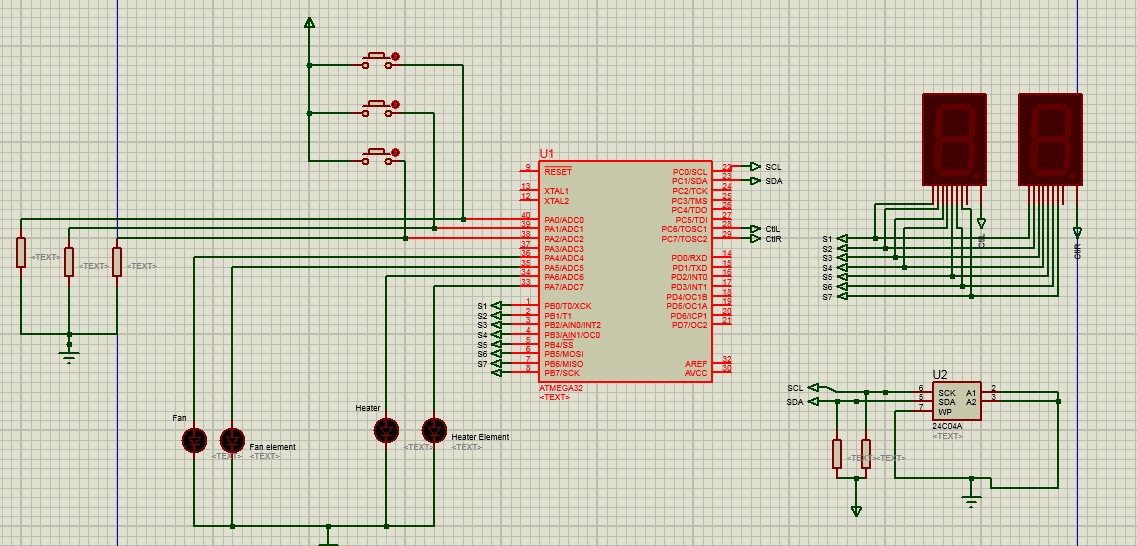 U1
9 RESET
13 XTAL1
12 XTAL2
40 PA0/ADC0
39 PA1/ADC1
38 PA2/ADC2
37 PA3/ADC3
36 PA4/ADC4
35 PA5/ADC5
34 PA6/ADC6
33 PA7/ADC7
S1 1 PB0/T0/XCK
S2 2 PB1/T1
S3 3 PB2/AIN0/INT2
S4 4 PB3/AIN1/OC0
S5 5 PB4/SS
S6 6 PB5/MOSI
S7 7 PB6/MISO
8 PB7/SCK
PC0/SCL 22 SCL
PC1/SDA 23 SDA
PC2/TCK 24
PC3/TMS 25
PC4/TDO 26
PC5/TDI 27
PC6/TOSC1 28 CtlL
PC7/TOSC2 29 CtlR
PD0/RXD 14
PD1/TXD 15
PD2/INT0 16
PD3/INT1 17
PD4/OC1B 18
PD5/OC1A 19
PD6/ICP1 20
PD7/OC2 21
AREF 32
AVCC 30
ATMEGA32
<TEXT>
<TEXT> <TEXT> <TEXT>
Fan
Fan element
<TEXT> <TEXT>
Heater
Heater Element
<TEXT>
CtlL
CtlR
S1
S2
S3
S4
S5
S6
S7
U2
SCL 6 SCK A1 2
SDA 5 SDA A2 3
7 WP
24C04A
<TEXT>
<TEXT> <TEXT>